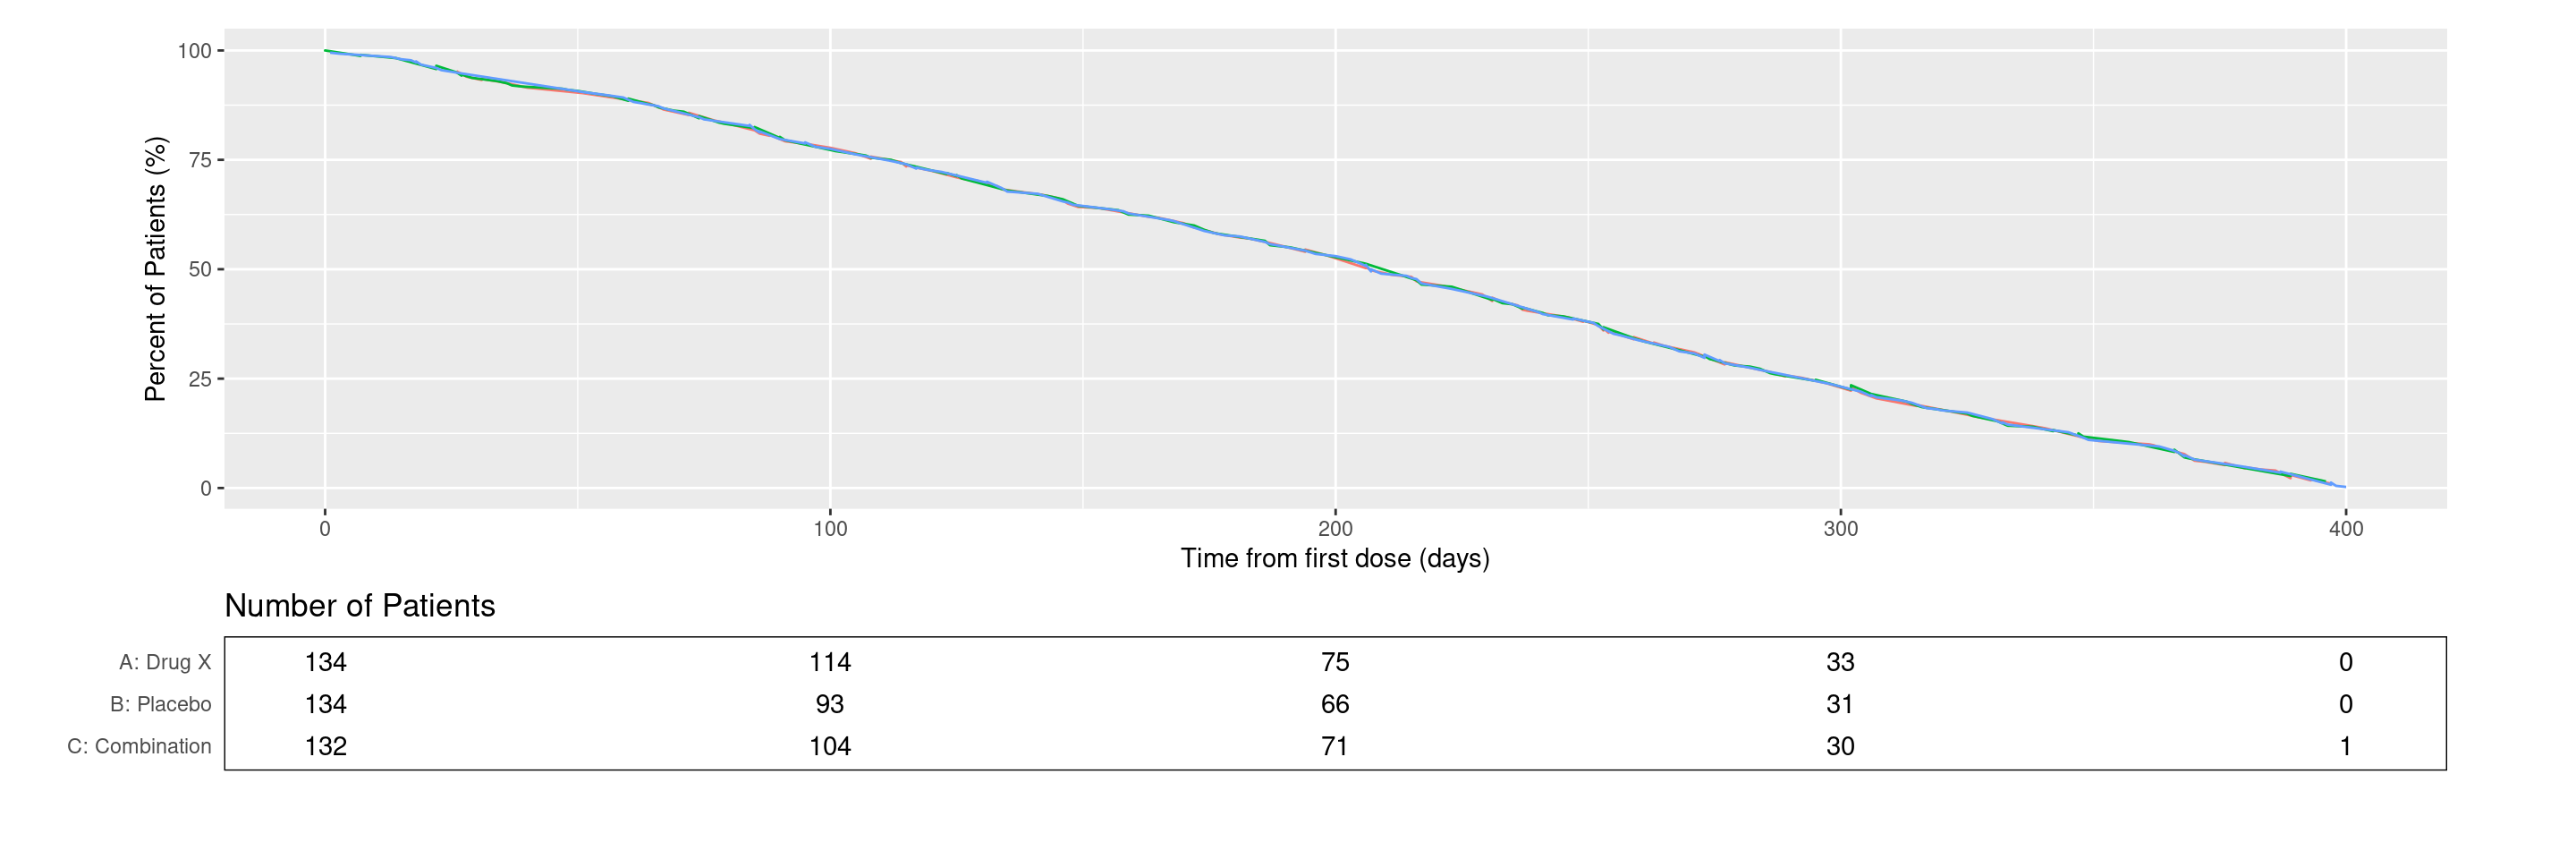 Percent of Patients (%)
100
75
50
25
0
0 100 200 300 400
Time from first dose (days)
Number of Patients
A: Drug X 134 114 75 33 0
B: Placebo 134 93 66 31 0
C: Combination 132 104 71 30 1